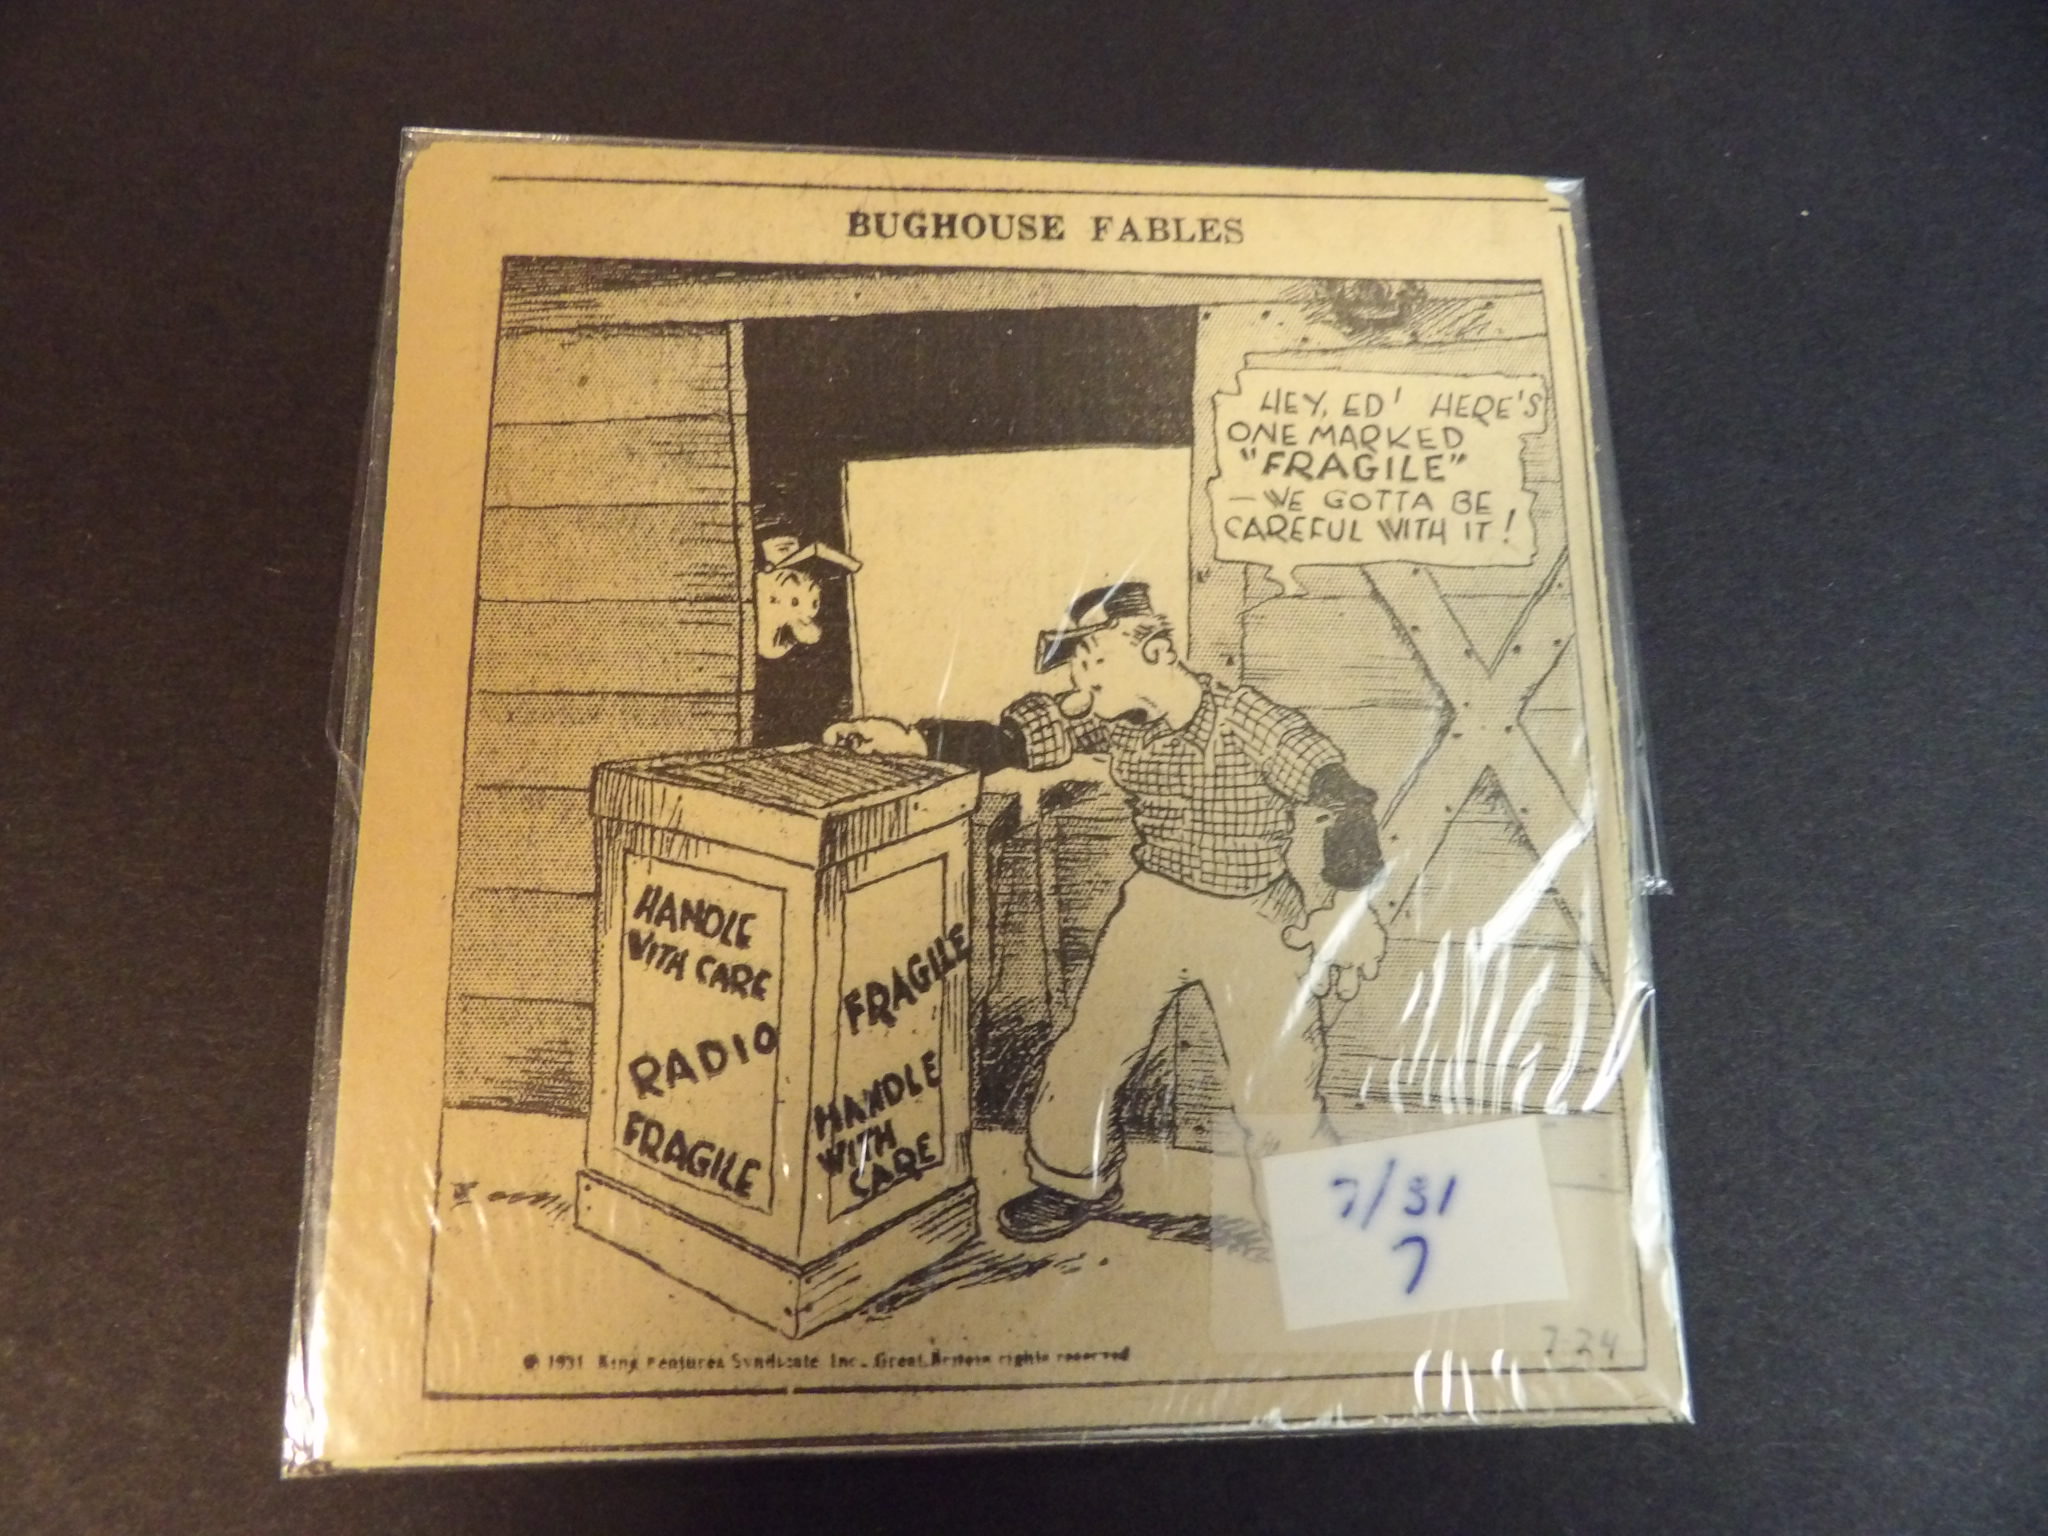 BUGHOUSE FABLES
HEY, ED! HERE'S
ONE MARKED
"FRAGILE"
—WE GOTTA BE
CAREFUL WITH IT!
HANDLE
WITH CARE
RADIO
FRAGILE
FRAGILE
HANDLE
WITH
CARE
7/31
7
7-24
© 1931 King Features Syndicate Inc. Great Britain rights reserved